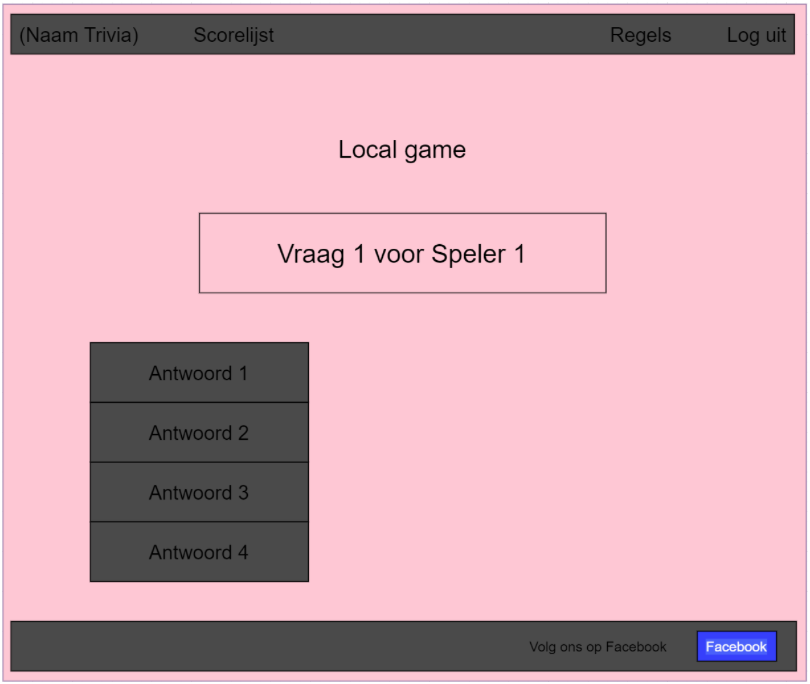 (Naam Trivia) Scorelijst Regels Log uit
Local game
Vraag 1 voor Speler 1
Antwoord 1
Antwoord 2
Antwoord 3
Antwoord 4
Volg ons op Facebook Facebook